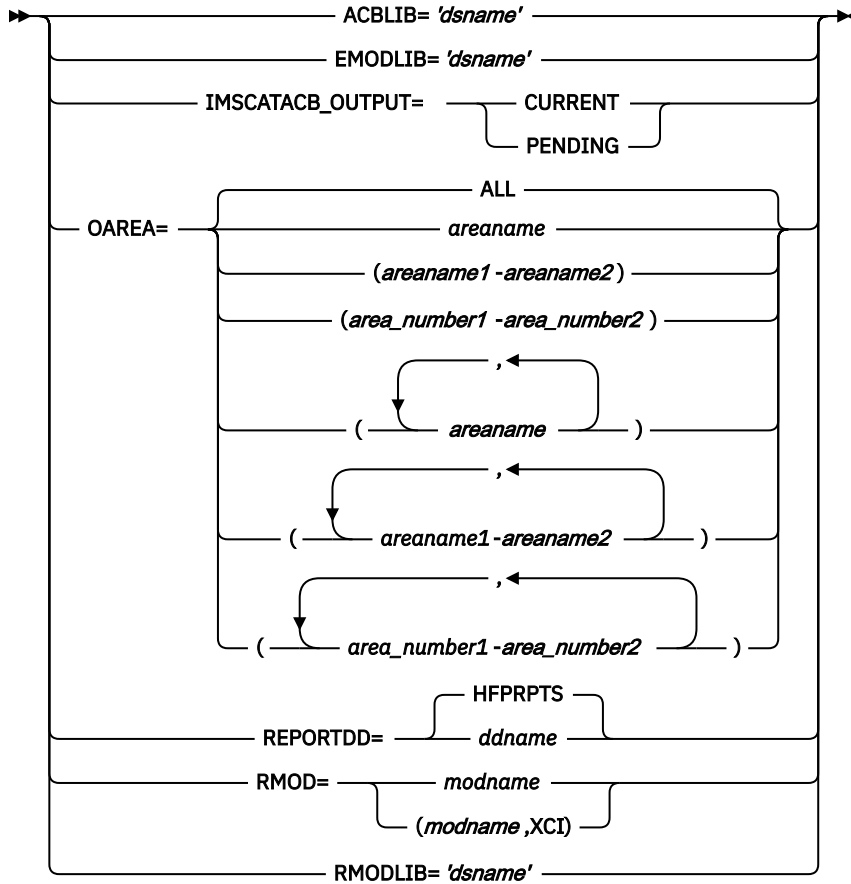 ACBLIB= 'dsname'
EMODLIB= 'dsname'
IMSCATACB_OUTPUT= CURRENT
PENDING
ALL
OAREA= areaname
(areaname1 -areaname2 )
(area_number1 -area_number2 )
,
( areaname )
,
( areaname1 -areaname2 )
,
( area_number1 -area_number2 )
HFPRPTS
REPORTDD= ddname
RMOD= modname
(modname ,XCI)
RMODLIB= 'dsname'